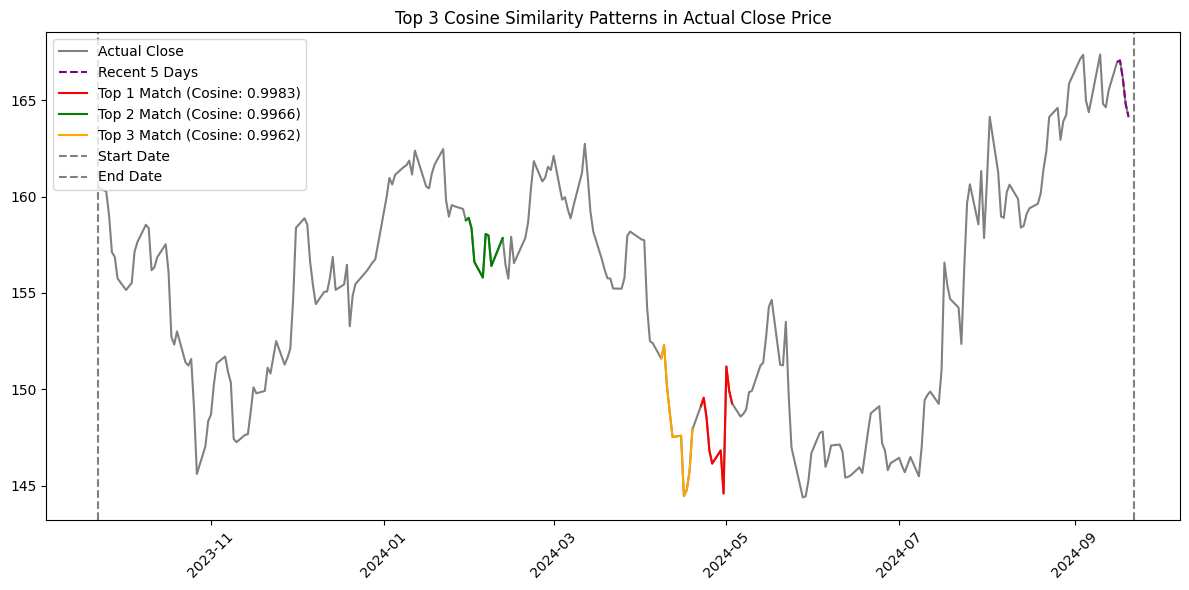 Top 3 Cosine Similarity Patterns in Actual Close Price
Actual Close
Recent 5 Days
Top 1 Match (Cosine: 0.9983)
Top 2 Match (Cosine: 0.9966)
Top 3 Match (Cosine: 0.9962)
Start Date
End Date
165
160
155
150
145
2023-11
2024-01
2024-03
2024-05
2024-07
2024-09